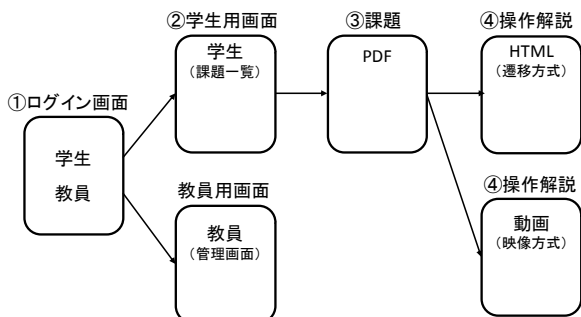 ①ログイン画面
学生
教員
②学生用画面
学生
(課題一覧)
教員用画面
教員
(管理画面)
③課題
PDF
④操作解説
HTML
(遷移方式)
④操作解説
動画
(映像方式)